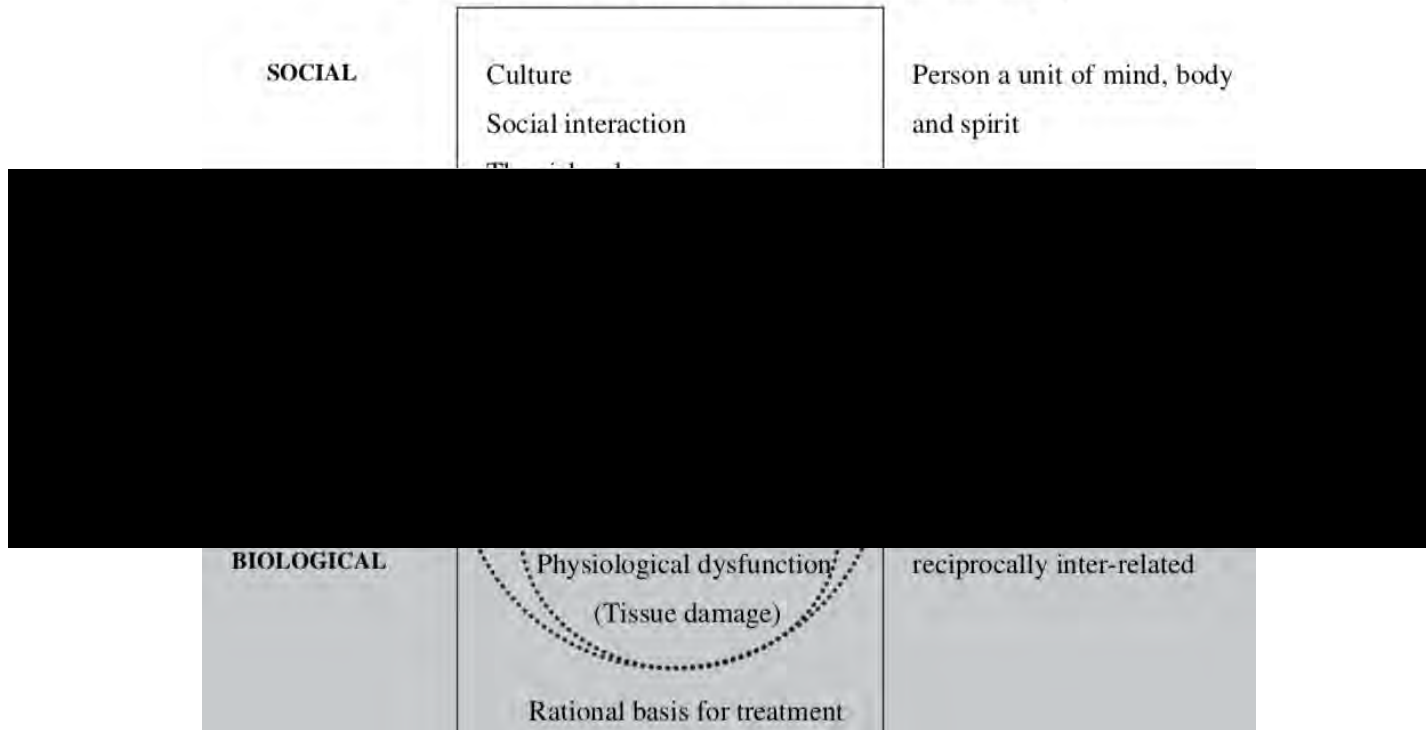 SOCIAL
Culture
Social interaction
Person a unit of mind, body
and spirit
BIOLOGICAL
Physiological dysfunction
(Tissue damage)
Rational basis for treatment
reciprocally inter-related